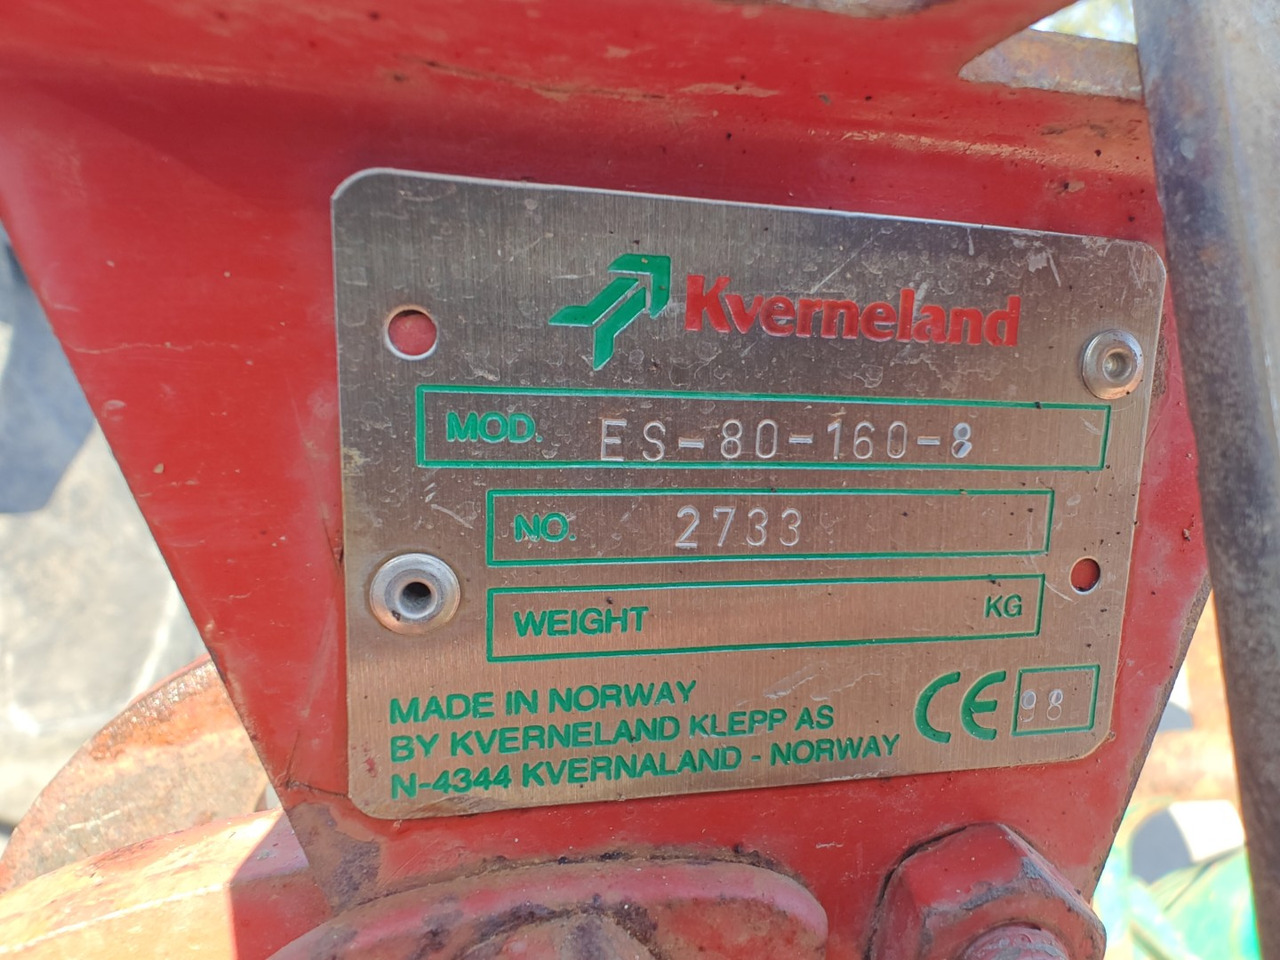 Kverneland
MOD. ES-80-160-8
NO. 2733
WEIGHT KG
MADE IN NORWAY
BY KVERNELAND KLEPP AS
N-4344 KVERNALAND - NORWAY
CE 98